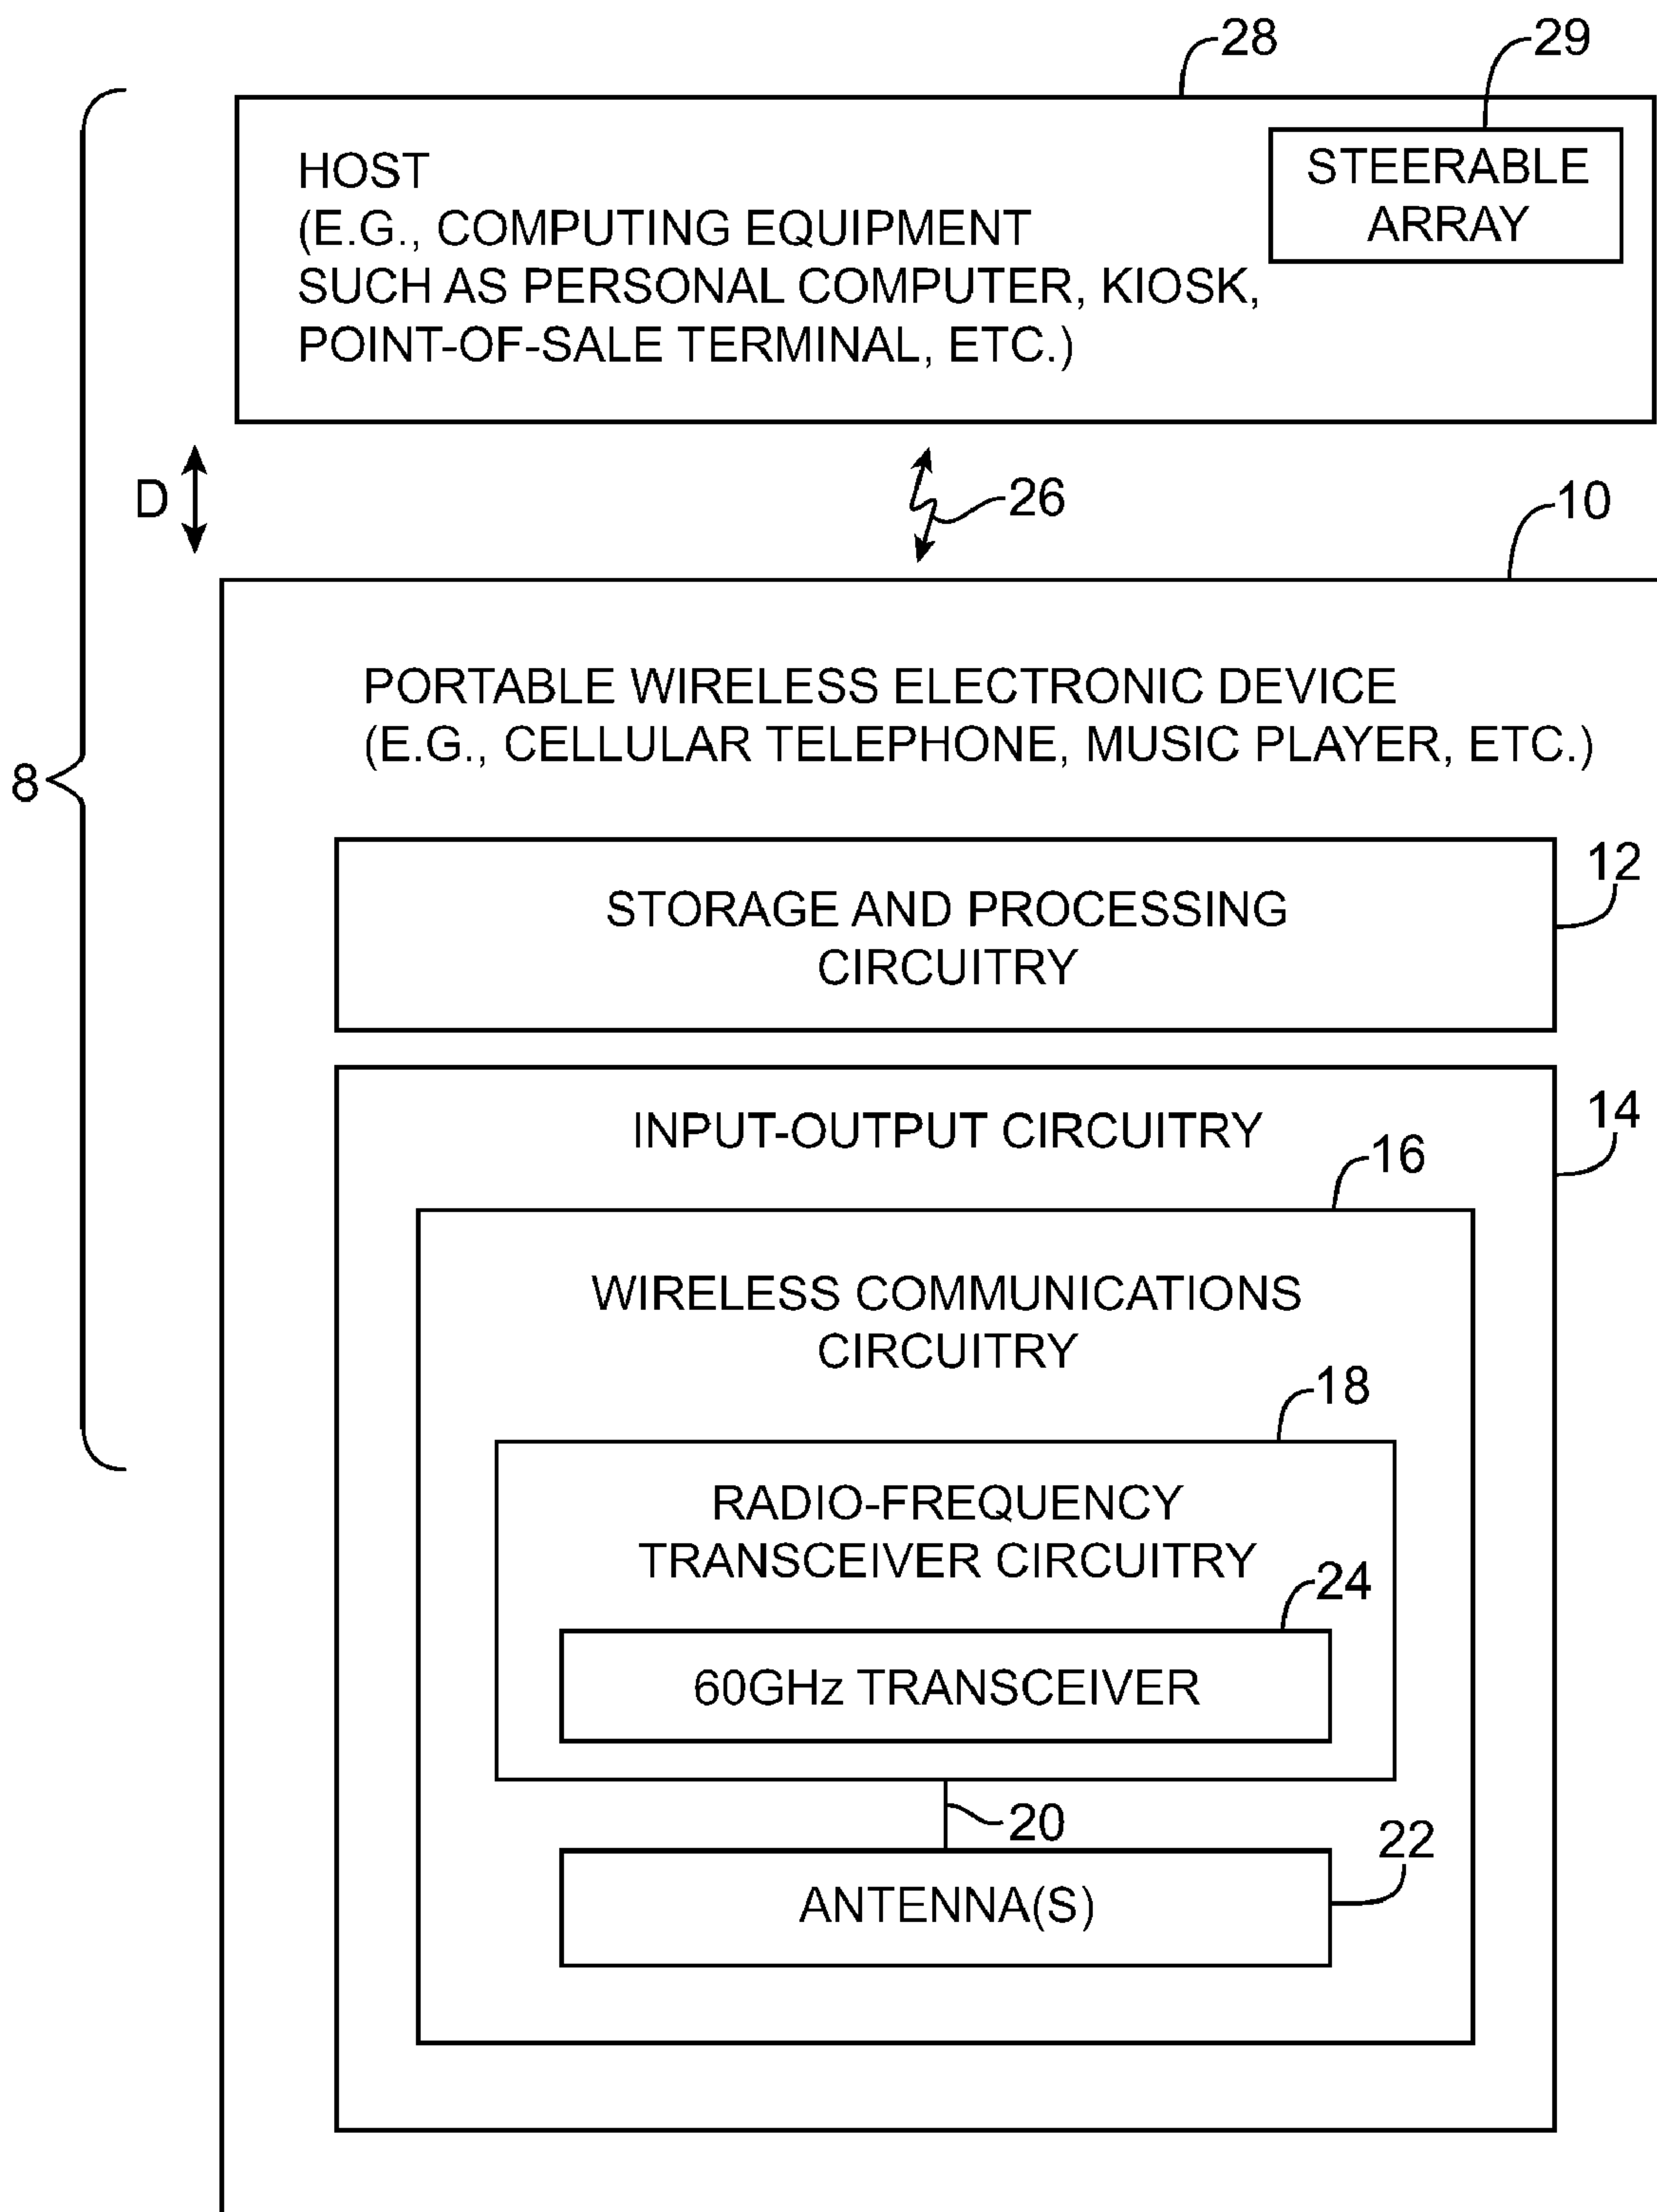 28
29
HOST
(E.G., COMPUTING EQUIPMENT
SUCH AS PERSONAL COMPUTER, KIOSK,
POINT-OF-SALE TERMINAL, ETC.)
STEERABLE
ARRAY
D
26
10
PORTABLE WIRELESS ELECTRONIC DEVICE
(E.G., CELLULAR TELEPHONE, MUSIC PLAYER, ETC.)
8
12
STORAGE AND PROCESSING
CIRCUITRY
14
INPUT-OUTPUT CIRCUITRY
16
WIRELESS COMMUNICATIONS
CIRCUITRY
18
RADIO-FREQUENCY
TRANSCEIVER CIRCUITRY
24
60GHz TRANSCEIVER
20
22
ANTENNA(S)